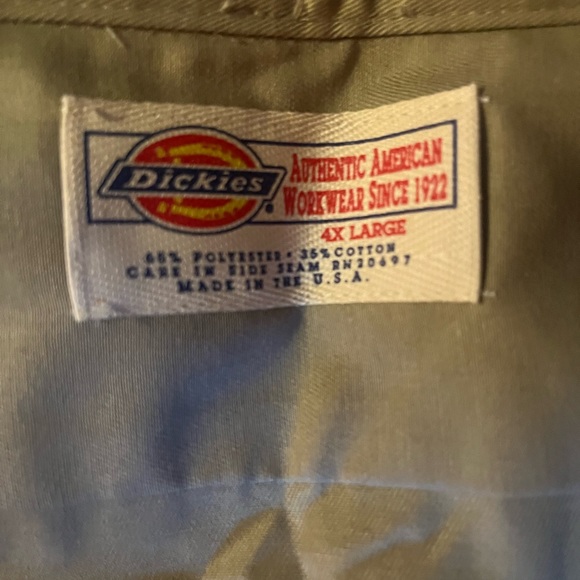 Dickies®
AUTHENTIC AMERICAN
WORKWEAR SINCE 1922
4X LARGE
65% POLYESTER • 35% COTTON
CARE IN SIDE SEAM RN20697
MADE IN THE U.S.A.